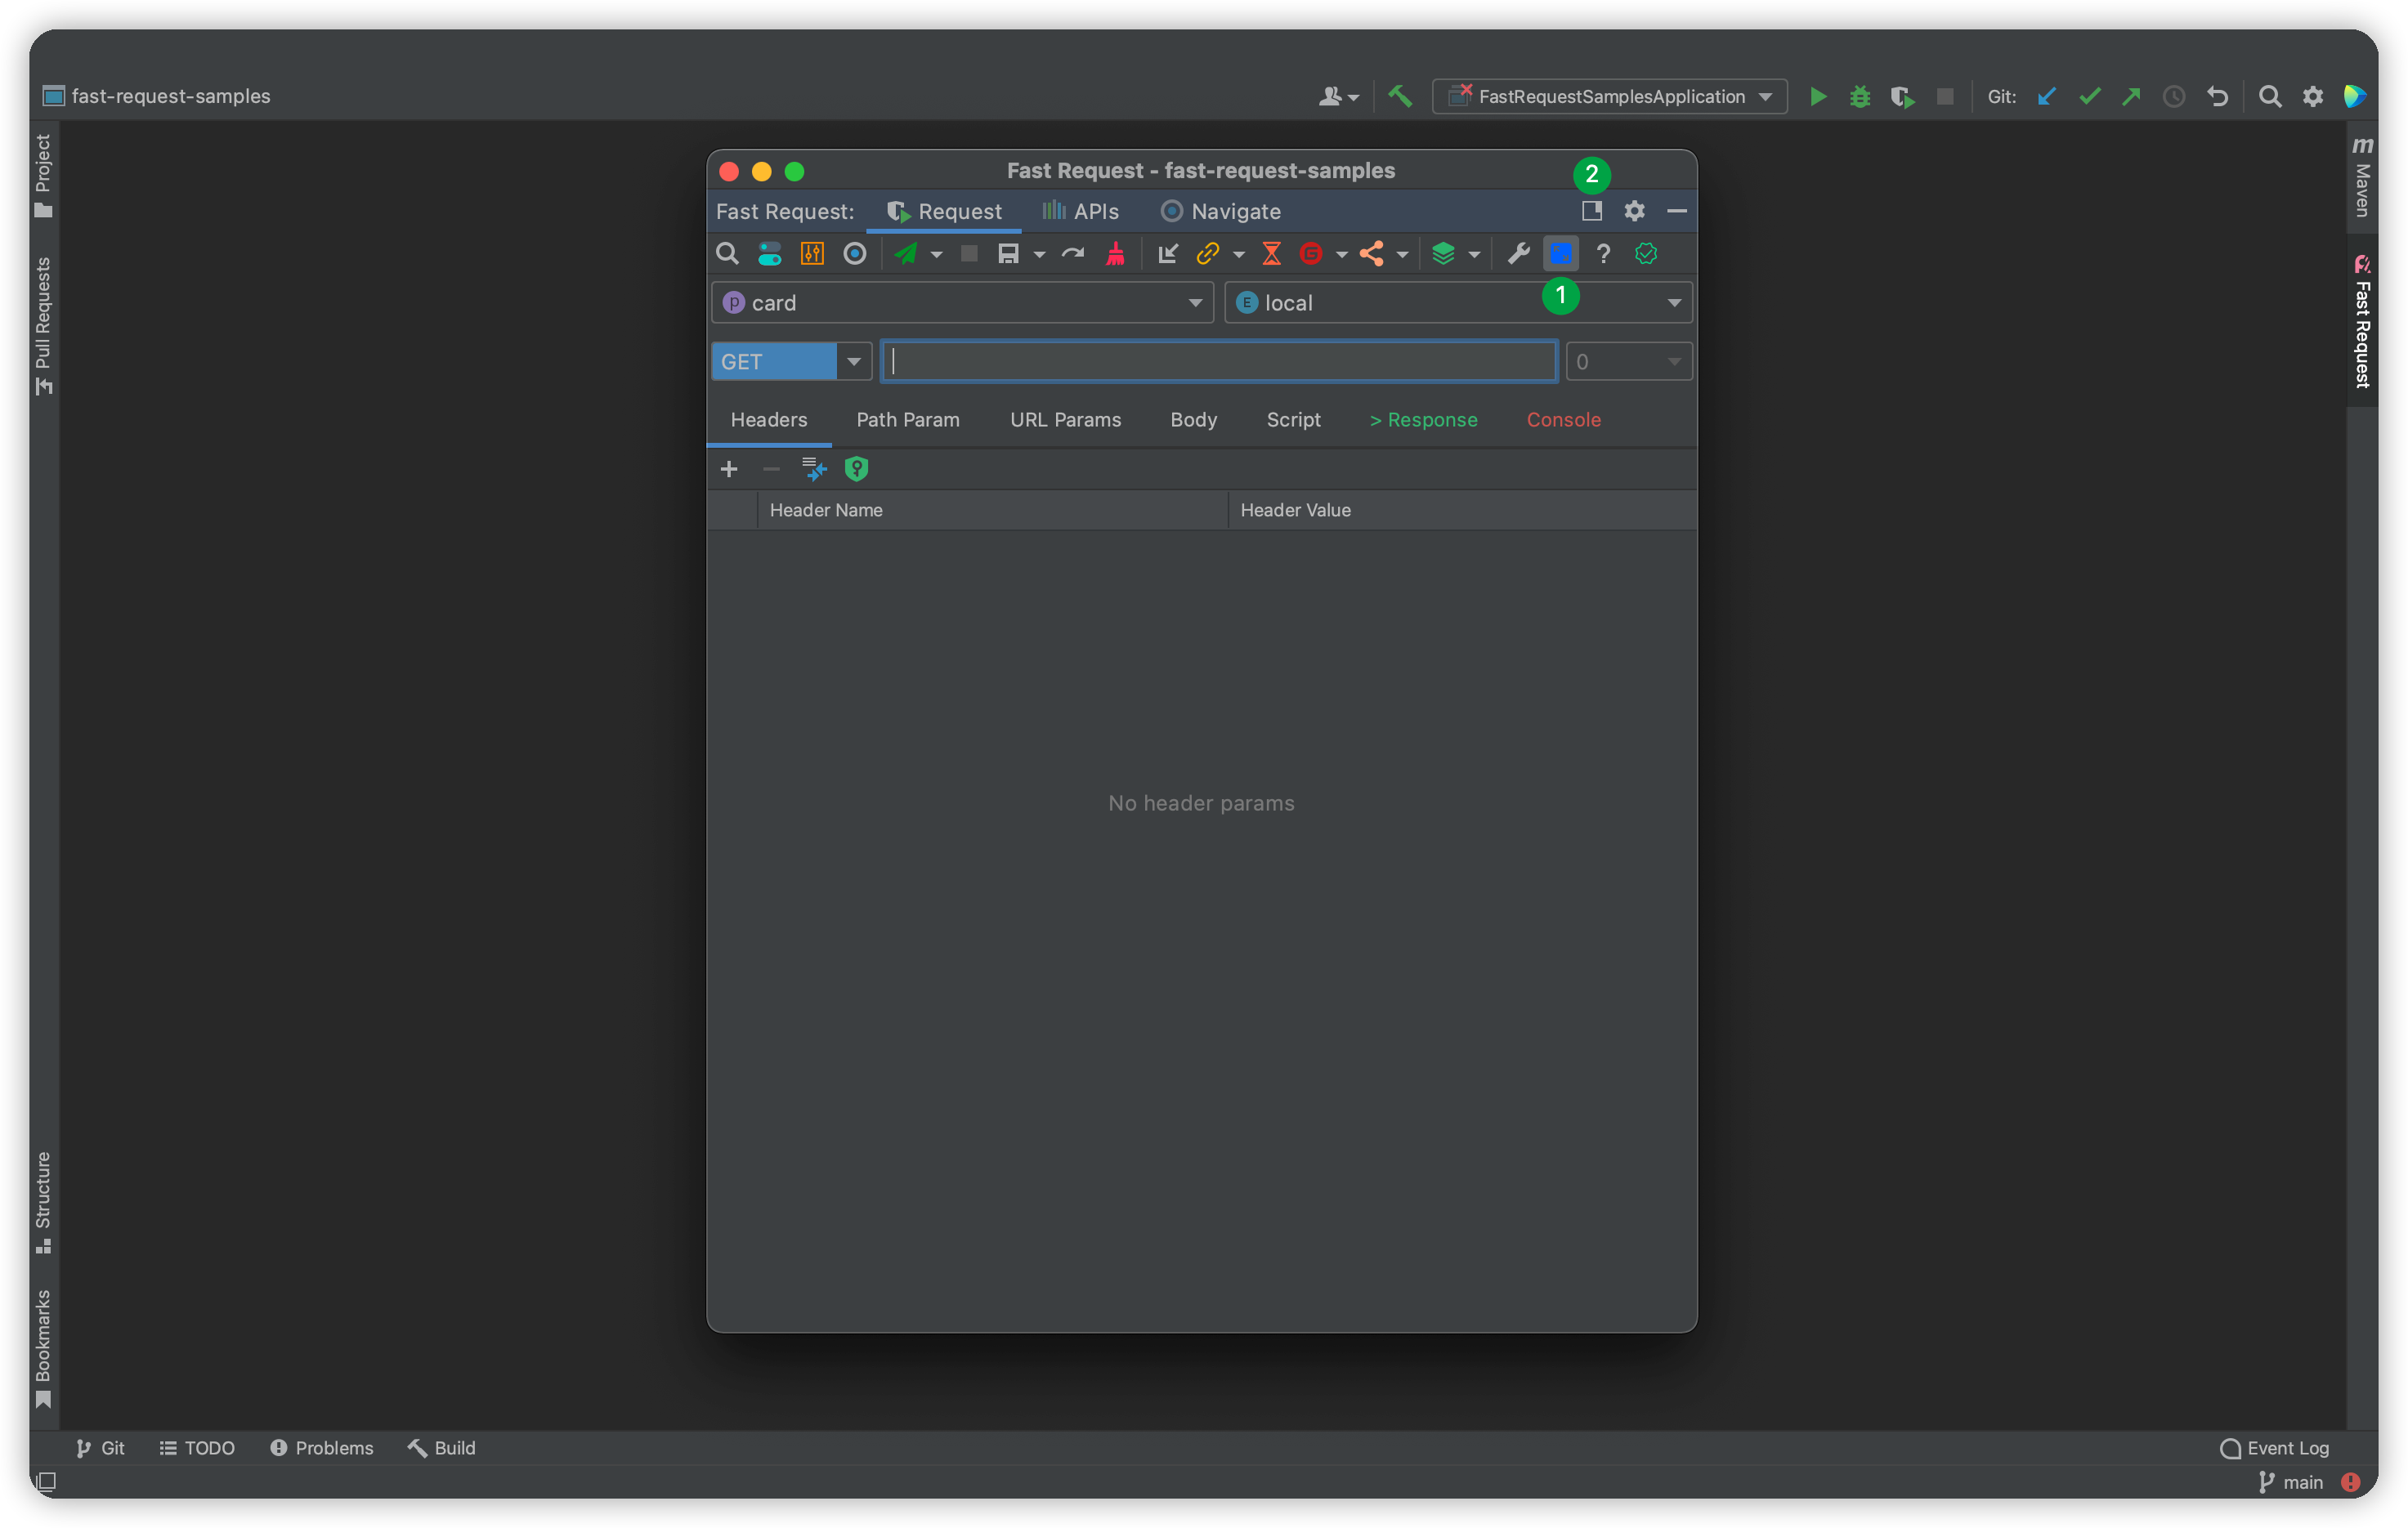 fast-request-samples
FastRequestSamplesApplication
Git:
Project
Pull Requests
Structure
Bookmarks
Fast Request - fast-request-samples
2
Fast Request:
Request
APIs
Navigate
G
?
1
P card
E local
GET
0
Headers
Path Param
URL Params
Body
Script
> Response
Console
Header Name
Header Value
No header params
m
Maven
Fast Request
Git
TODO
Problems
Build
Event Log
main